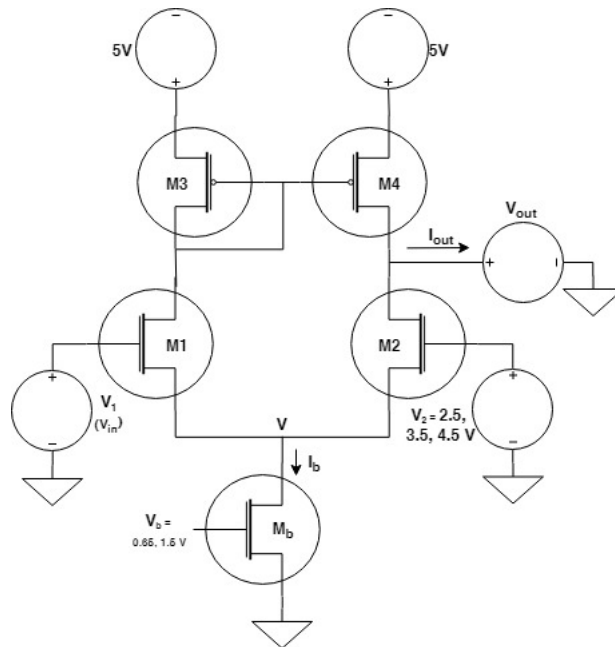 5V
5V
M3
M4
V_out
I_out
M1
M2
V_1
(V_in)
V_2 = 2.5,
3.5, 4.5 V
V
I_b
V_b =
0.65, 1.5 V
M_b